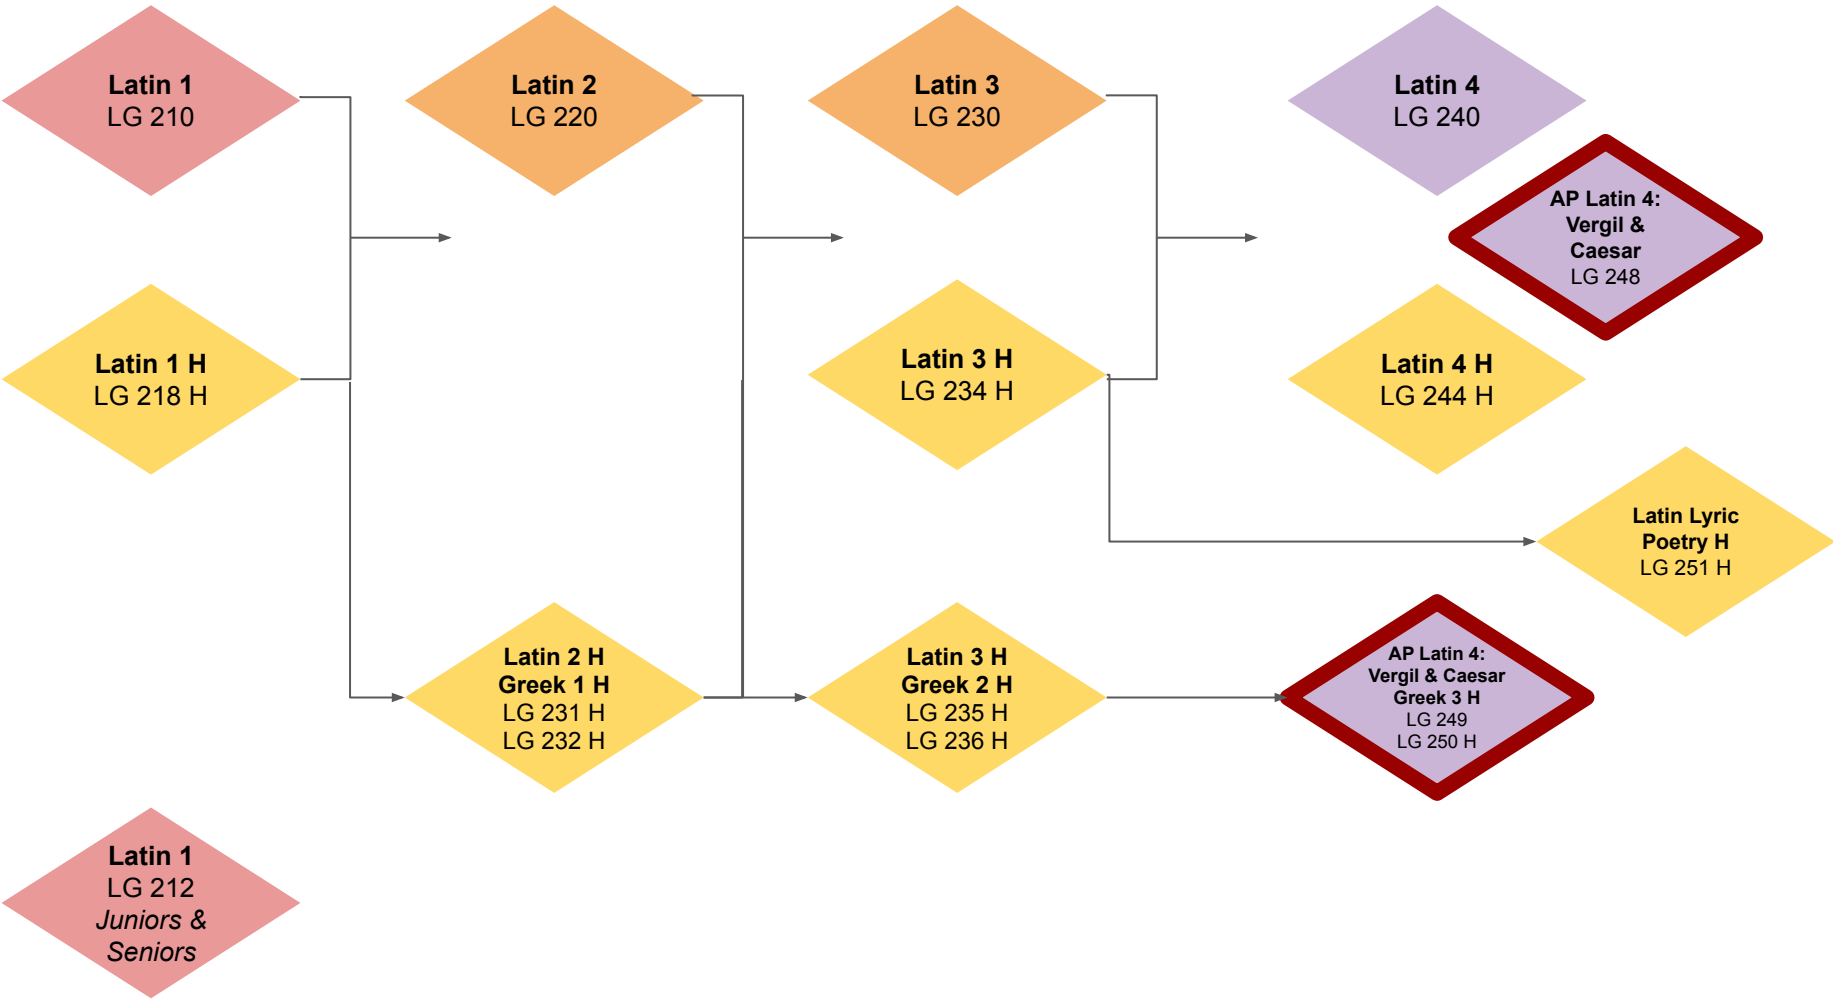 Latin 1
LG 210
Latin 2
LG 220
Latin 3
LG 230
Latin 4
LG 240
AP Latin 4:
Vergil &
Caesar
LG 248
Latin 1 H
LG 218 H
Latin 3 H
LG 234 H
Latin 4 H
LG 244 H
Latin Lyric
Poetry H
LG 251 H
Latin 2 H
Greek 1 H
LG 231 H
LG 232 H
Latin 3 H
Greek 2 H
LG 235 H
LG 236 H
AP Latin 4:
Vergil & Caesar
Greek 3 H
LG 249
LG 250 H
Latin 1
LG 212
Juniors &
Seniors